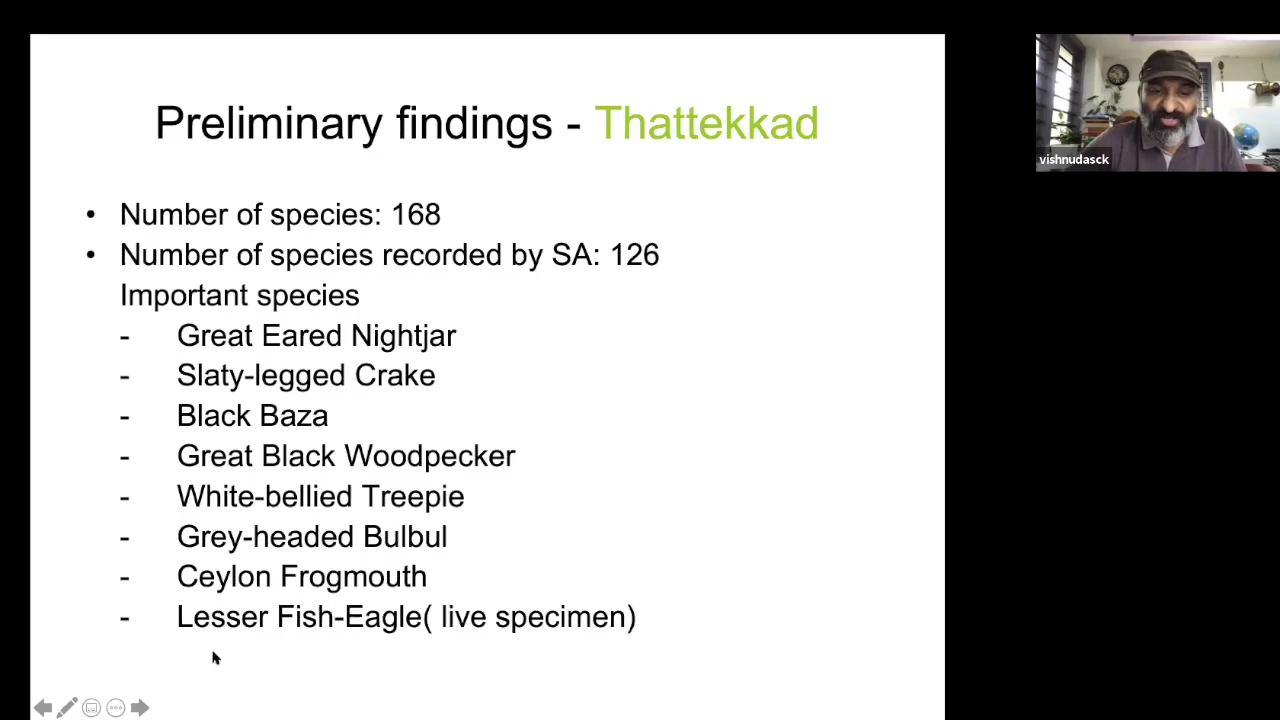 Preliminary findings - Thattekkad
• Number of species: 168
• Number of species recorded by SA: 126
Important species
- Great Eared Nightjar
- Slaty-legged Crake
- Black Baza
- Great Black Woodpecker
- White-bellied Treepie
- Grey-headed Bulbul
- Ceylon Frogmouth
- Lesser Fish-Eagle( live specimen)
vishnudasck